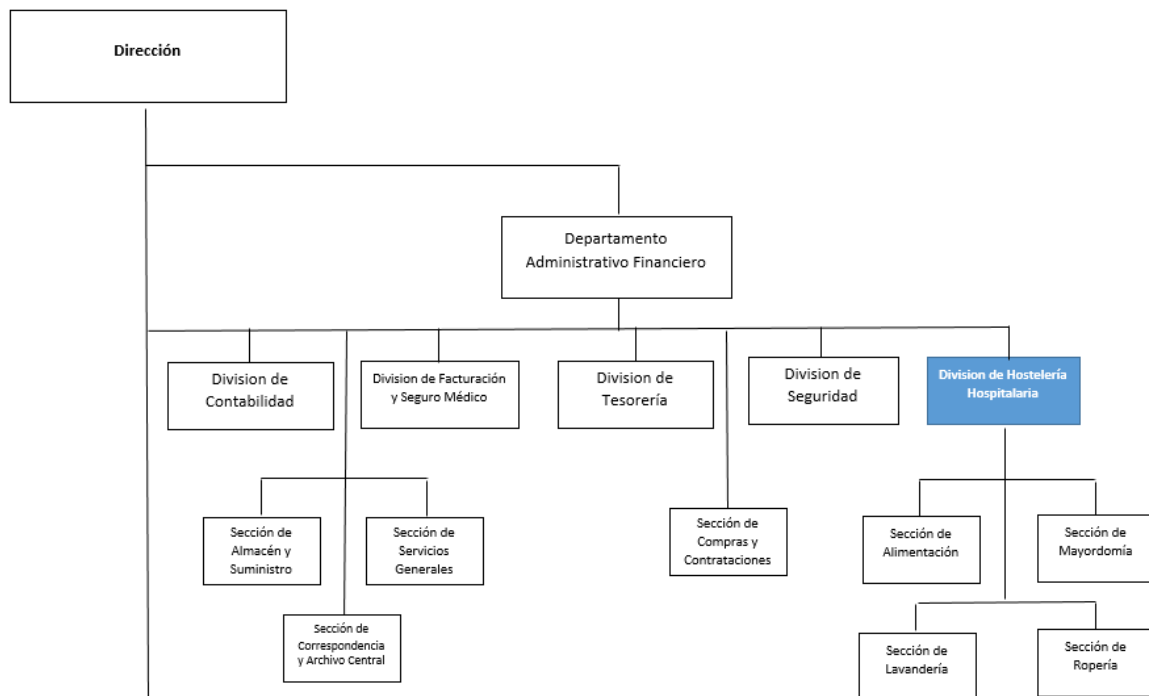 Dirección
Departamento
Administrativo Financiero
Division de
Contabilidad
Division de Facturación
y Seguro Médico
Division de
Tesorería
Division de
Seguridad
Division de Hostelería
Hospitalaria
Sección de
Almacén y
Suministro
Sección de
Servicios
Generales
Sección de
Compras y
Contrataciones
Sección de
Alimentación
Sección de
Mayordomía
Sección de
Correspondencia
y Archivo Central
Sección de
Lavandería
Sección de
Ropería